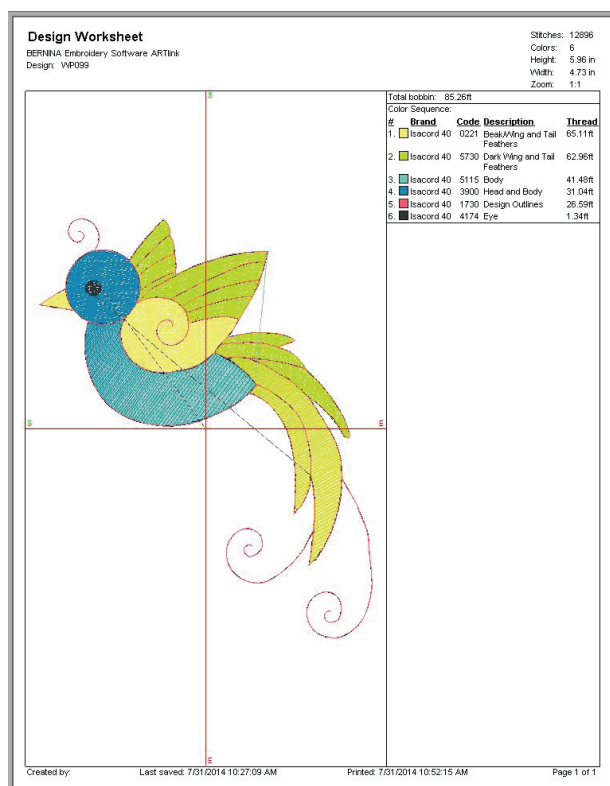 Design Worksheet
BERNINA Embroidery Software ARTlink
Design: WP099
Stitches: 12896
Colors: 6
Height: 5.96 in
Width: 4.73 in
Zoom: 1:1
Total bobbin: 85.26ft
Color Sequence:
# Brand Code Description Thread
1. Isacord 40 0221 Beak/Wing and Tail Feathers 65.11ft
2. Isacord 40 5730 Dark Wing and Tail Feathers 62.96ft
3. Isacord 40 5115 Body 41.48ft
4. Isacord 40 3900 Head and Body 31.04ft
5. Isacord 40 1730 Design Outlines 26.59ft
6. Isacord 40 4174 Eye 1.34ft
Created by: Last saved: 7/31/2014 10:27:09 AM Printed: 7/31/2014 10:52:15 AM Page 1 of 1